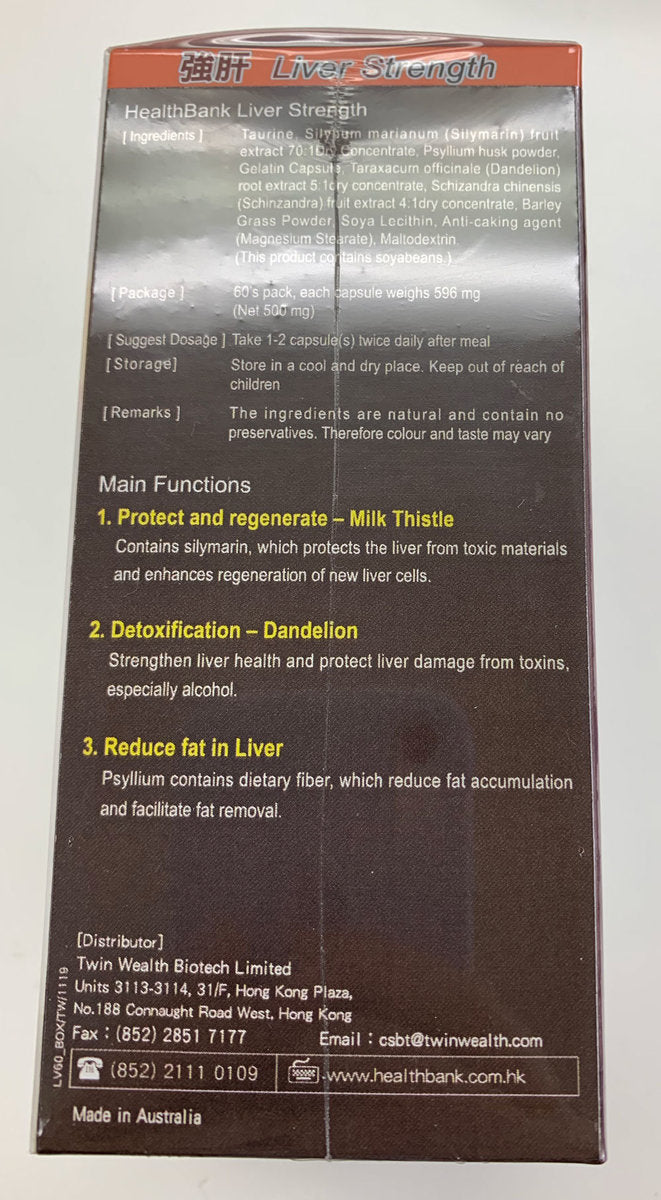 強肝 Liver Strength
HealthBank Liver Strength
[ Ingredients ] Taurine, Silybum marianum (Silymarin) fruit
extract 70:1Dry Concentrate, Psyllium husk powder,
Gelatin Capsule, Taraxacum officinale (Dandelion)
root extract 5:1dry concentrate, Schizandra chinensis
(Schinzandra) fruit extract 4:1dry concentrate, Barley
Grass Powder, Soya Lecithin, Anti-caking agent
(Magnesium Stearate), Maltodextrin.
(This product contains soyabeans.)
[ Package ] 60's pack, each capsule weighs 596 mg
(Net 500 mg)
[ Suggest Dosage ] Take 1-2 capsule(s) twice daily after meal
[ Storage] Store in a cool and dry place. Keep out of reach of
children
[ Remarks ] The ingredients are natural and contain no
preservatives. Therefore colour and taste may vary
Main Functions
1. Protect and regenerate – Milk Thistle
Contains silymarin, which protects the liver from toxic materials
and enhances regeneration of new liver cells.
2. Detoxification – Dandelion
Strengthen liver health and protect liver damage from toxins,
especially alcohol.
3. Reduce fat in Liver
Psyllium contains dietary fiber, which reduce fat accumulation
and facilitate fat removal.
[Distributor]
Twin Wealth Biotech Limited
Units 3113-3114, 31/F, Hong Kong Plaza,
No.188 Connaught Road West, Hong Kong
Fax : (852) 2851 7177 Email : csbt@twinwealth.com
(852) 2111 0109 www.healthbank.com.hk
Made in Australia
LV60_BOX/TW/1119